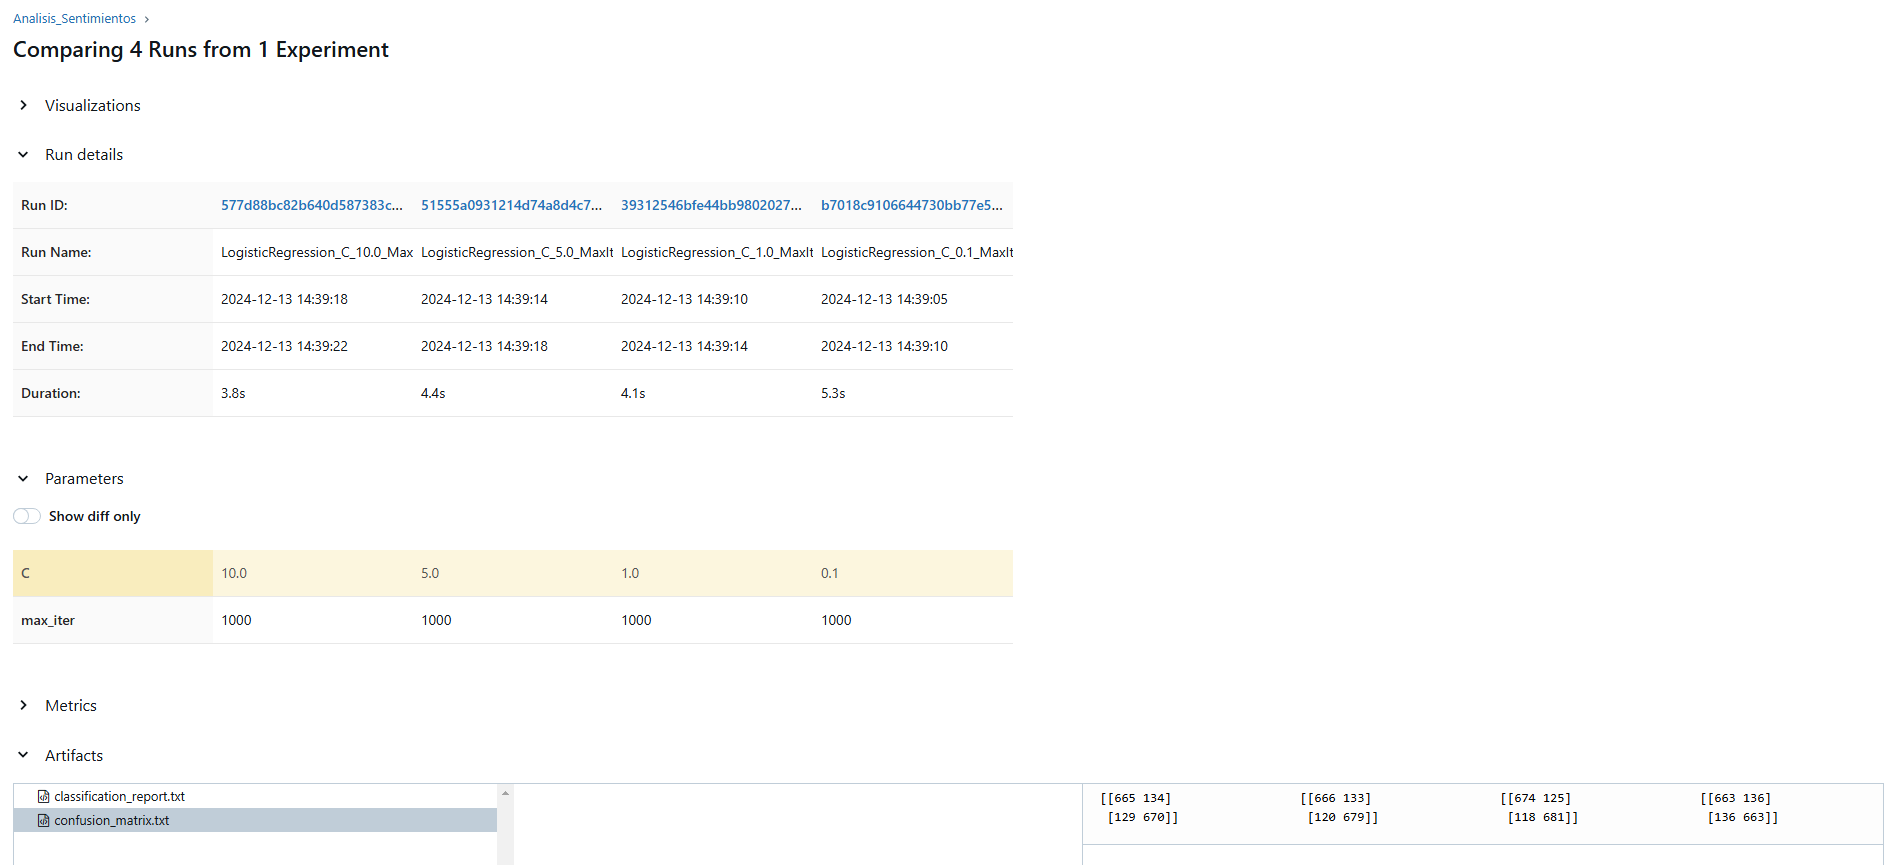 Analisis_Sentimientos
Comparing 4 Runs from 1 Experiment
Visualizations
Run details
Run ID: 577d88bc82b640d587383c... 51555a0931214d74a8d4c7... 39312546bfe44bb9802027... b7018c9106644730bb77e5...
Run Name: LogisticRegression_C_10.0_Max LogisticRegression_C_5.0_MaxIt LogisticRegression_C_1.0_MaxIt LogisticRegression_C_0.1_MaxIt
Start Time: 2024-12-13 14:39:18 2024-12-13 14:39:14 2024-12-13 14:39:10 2024-12-13 14:39:05
End Time: 2024-12-13 14:39:22 2024-12-13 14:39:18 2024-12-13 14:39:14 2024-12-13 14:39:10
Duration: 3.8s 4.4s 4.1s 5.3s
Parameters
Show diff only
C 10.0 5.0 1.0 0.1
max_iter 1000 1000 1000 1000
Metrics
Artifacts
classification_report.txt
confusion_matrix.txt
[[665 134] [[666 133] [[674 125] [[663 136]
[129 670]] [120 679]] [118 681]] [136 663]]